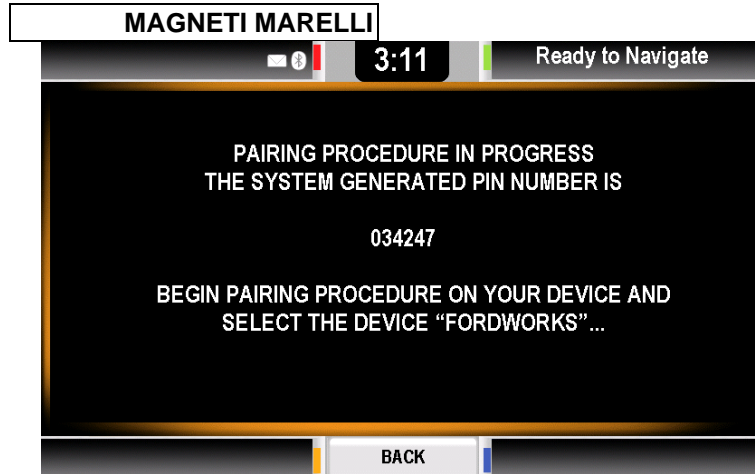 MAGNETI MARELLI
3:11
Ready to Navigate
PAIRING PROCEDURE IN PROGRESS
THE SYSTEM GENERATED PIN NUMBER IS
034247
BEGIN PAIRING PROCEDURE ON YOUR DEVICE AND
SELECT THE DEVICE “FORDWORKS”...
BACK